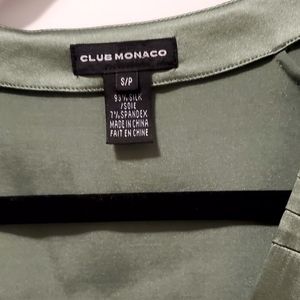 CLUB MONACO
S/P
93% SILK
/SOIE
7% SPANDEX
MADE IN CHINA
FAIT EN CHINE